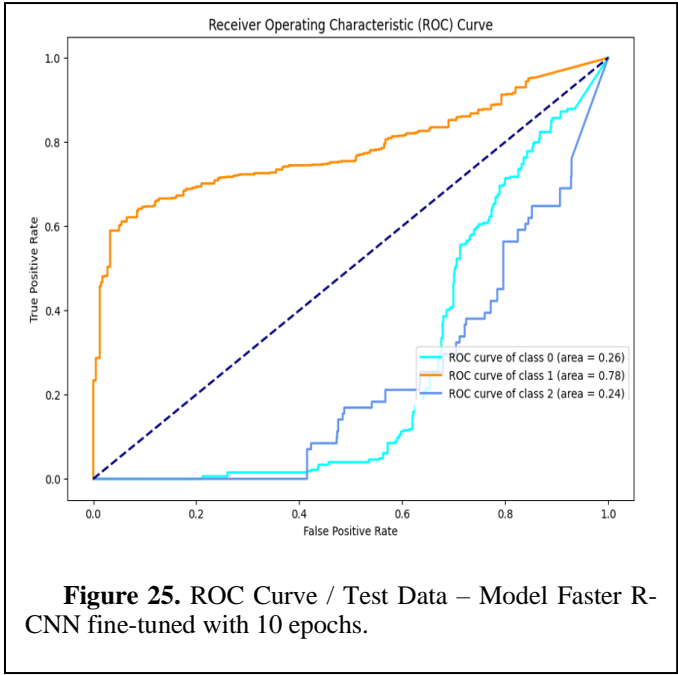 Receiver Operating Characteristic (ROC) Curve
1.0
0.8
0.6
0.4
0.2
0.0
True Positive Rate
ROC curve of class 0 (area = 0.26)
ROC curve of class 1 (area = 0.78)
ROC curve of class 2 (area = 0.24)
0.0 0.2 0.4 0.6 0.8 1.0
False Positive Rate
Figure 25. ROC Curve / Test Data – Model Faster R-
CNN fine-tuned with 10 epochs.